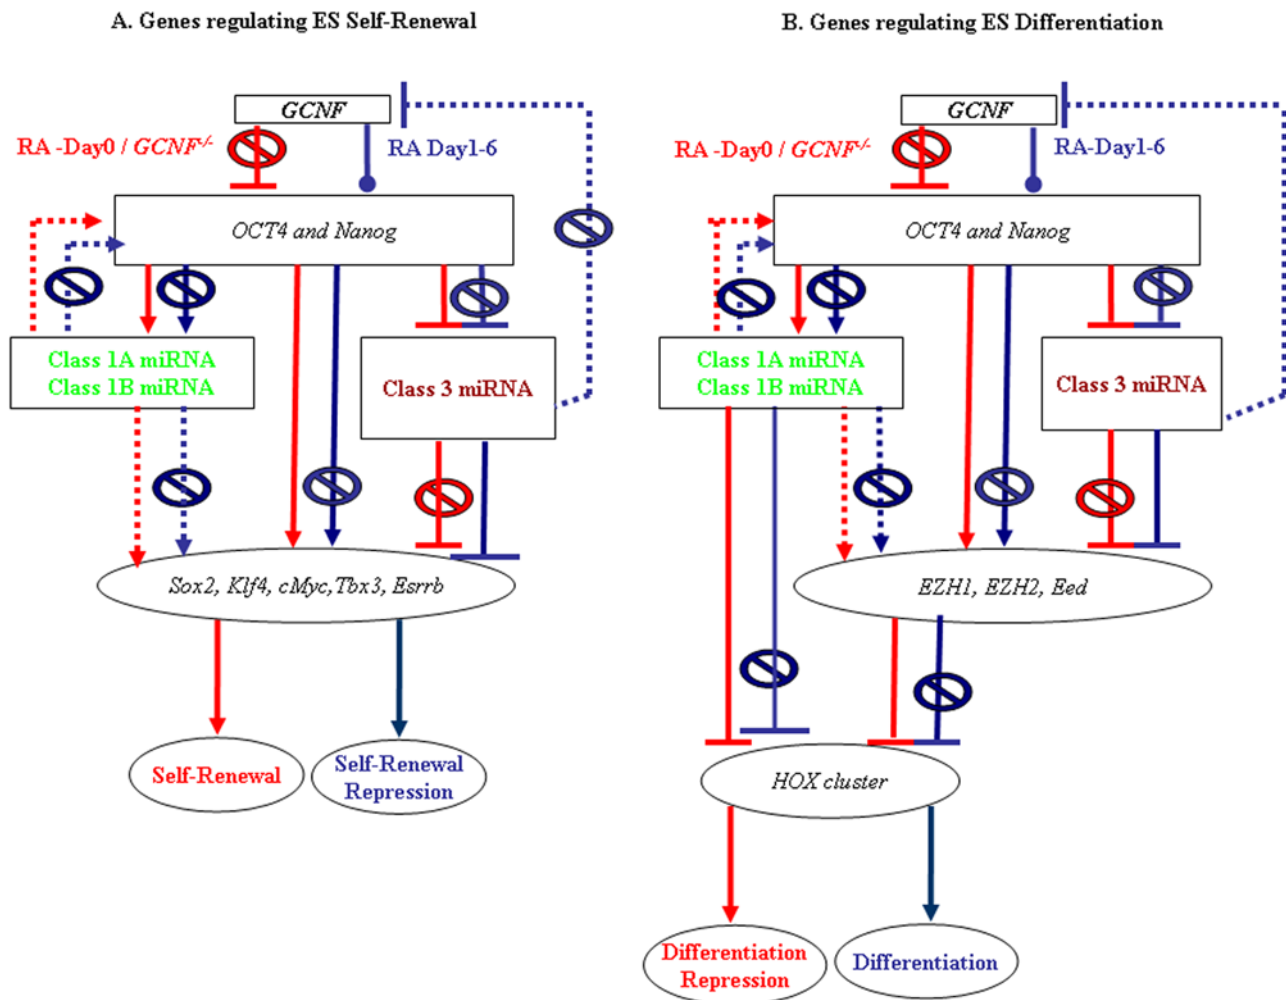 A. Genes regulating ES Self-Renewal
GCNF
RA -Day0 / GCNF-/-
RA Day1-6
OCT4 and Nanog
Class 1A miRNA
Class 1B miRNA
Class 3 miRNA
Sox2, Klf4, cMyc,Tbx3, Esrrb
Self-Renewal
Self-Renewal
Repression
B. Genes regulating ES Differentiation
GCNF
RA -Day0 / GCNF-/-
RA-Day1-6
OCT4 and Nanog
Class 1A miRNA
Class 1B miRNA
Class 3 miRNA
EZH1, EZH2, Eed
HOX cluster
Differentiation
Repression
Differentiation